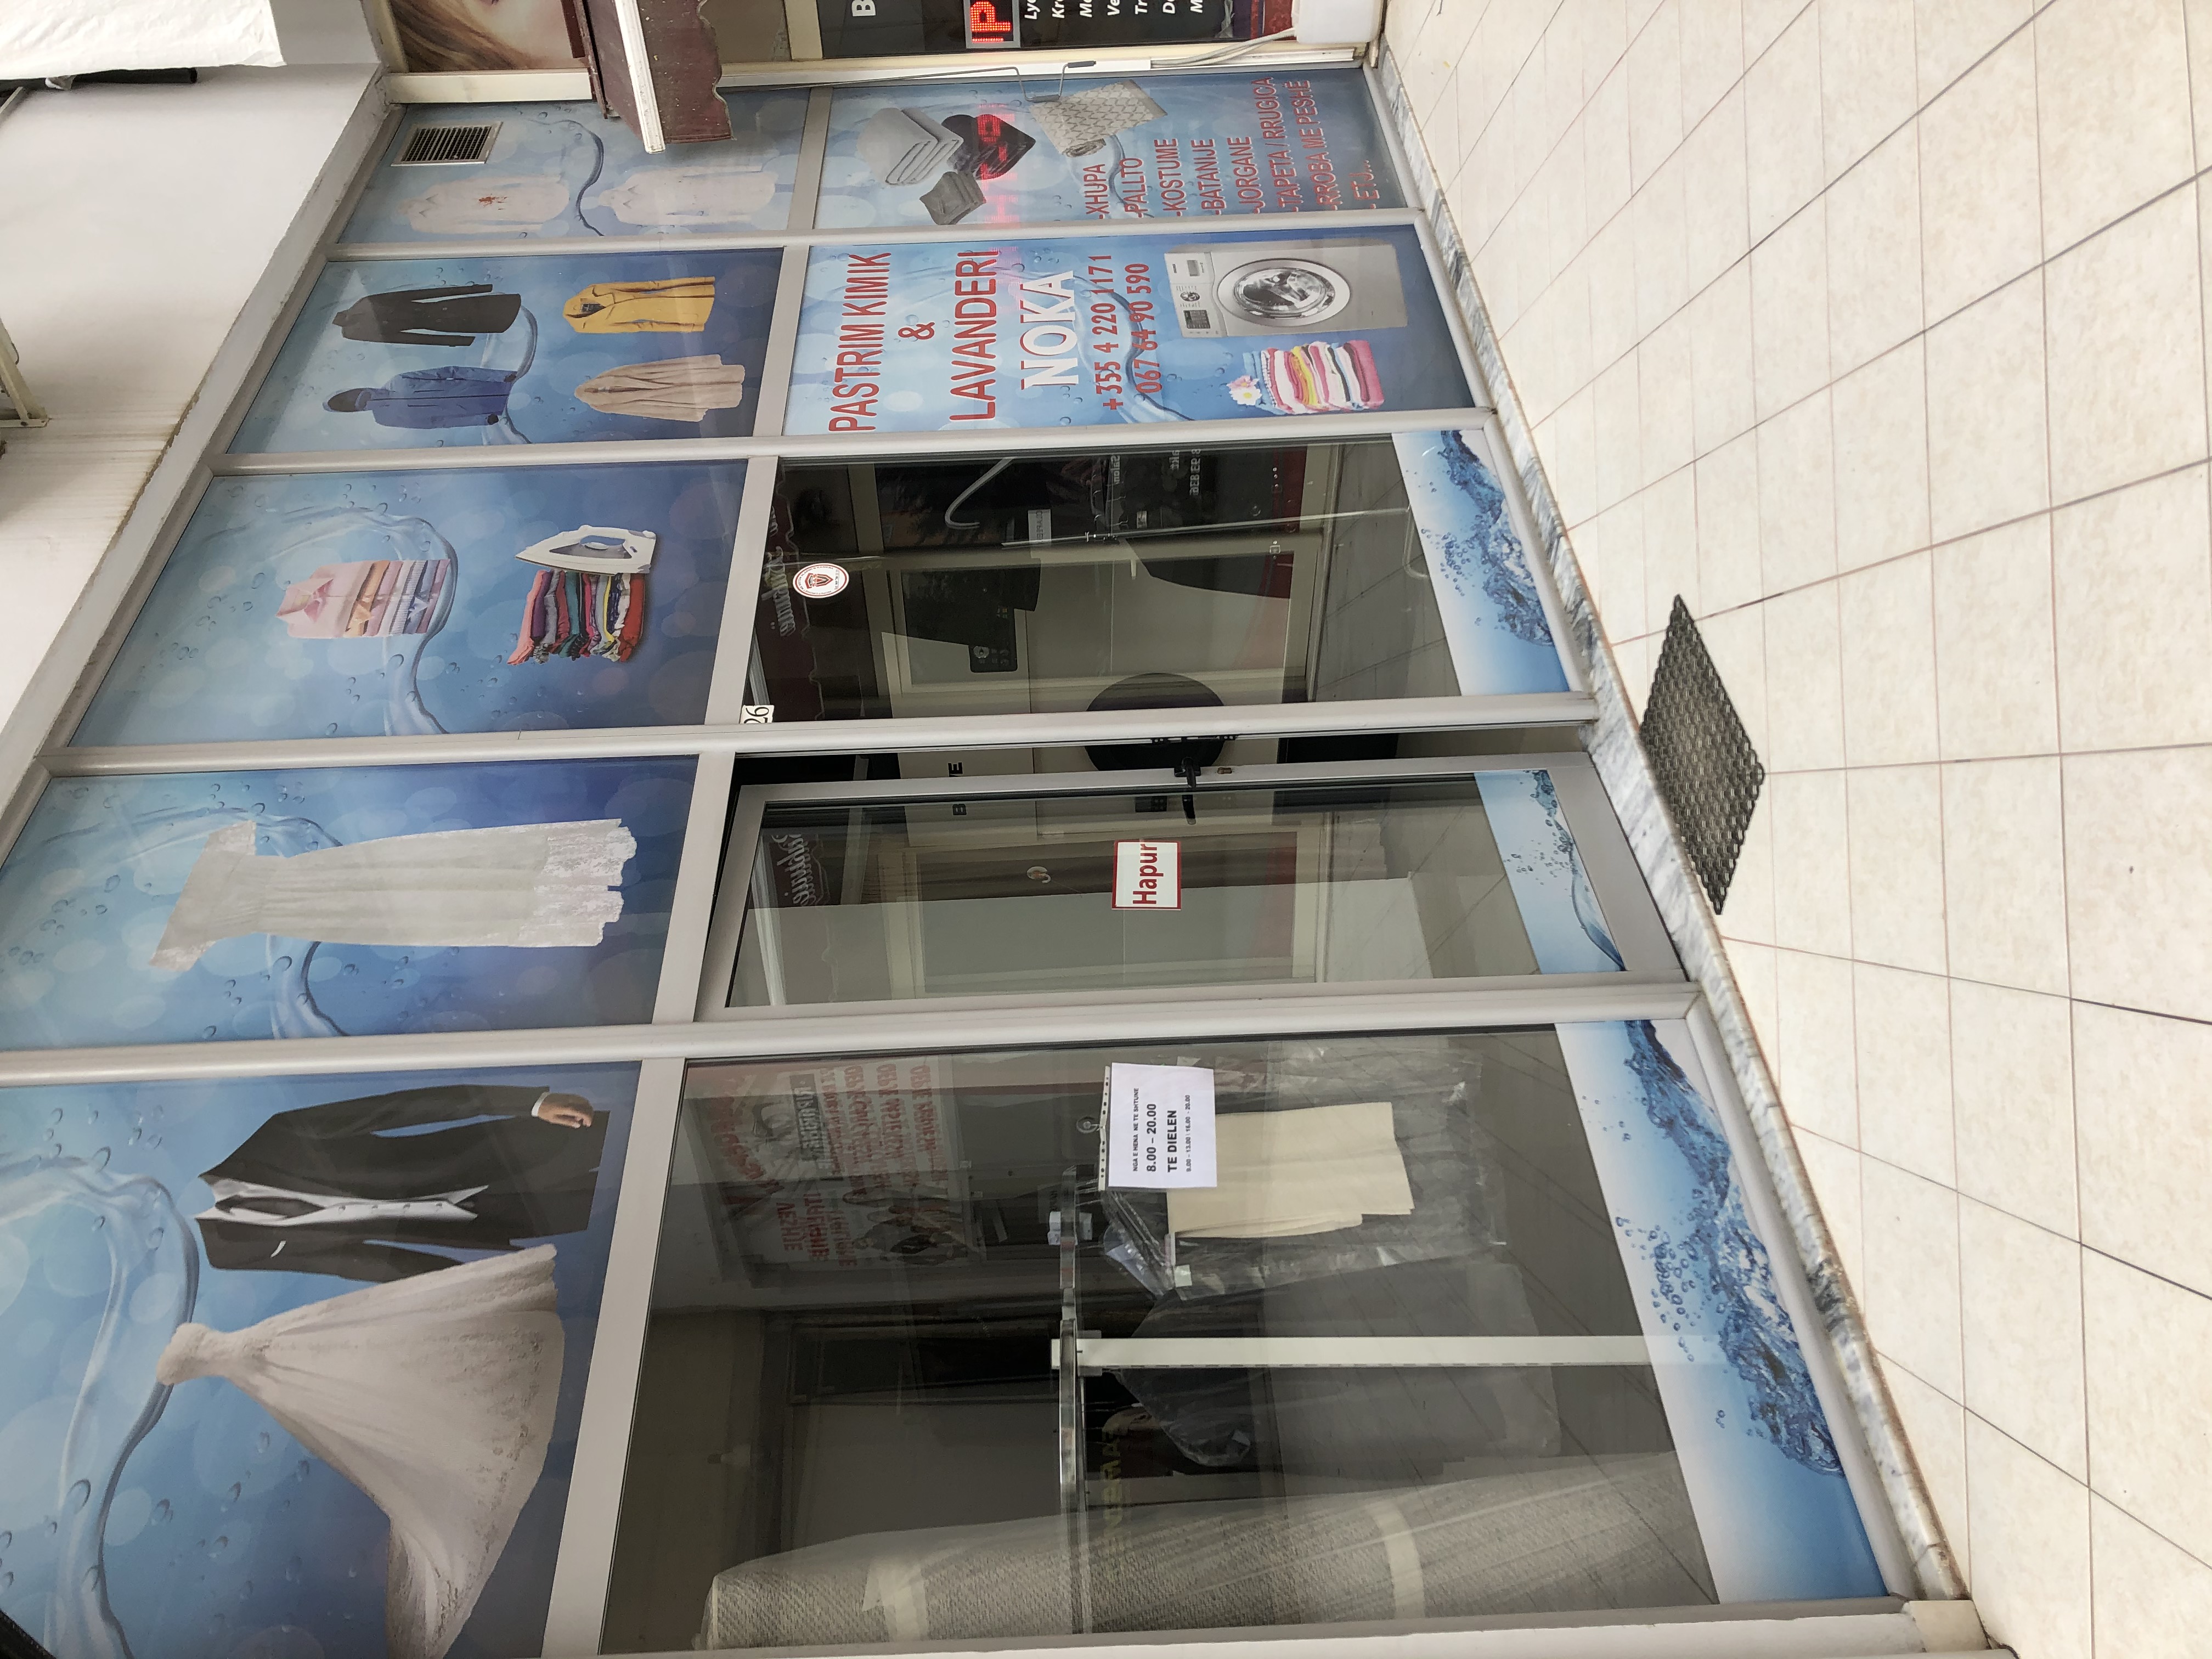 NGA E HENA NE TE SHTUNE
8.00 – 20.00
TE DIELEN
9.00 - 13.00 16.00 - 20.00
Hapur
26
PASTRIM KIMIK
&
LAVANDERI
NOKA
+355 4 220 1171
067 64 90 590
-XHUPA
-PALLTO
-KOSTUME
-BATANIJE
-JORGANE
-TAPETA / RRUGICA
-RROBA ME PESHË
- ETJ...